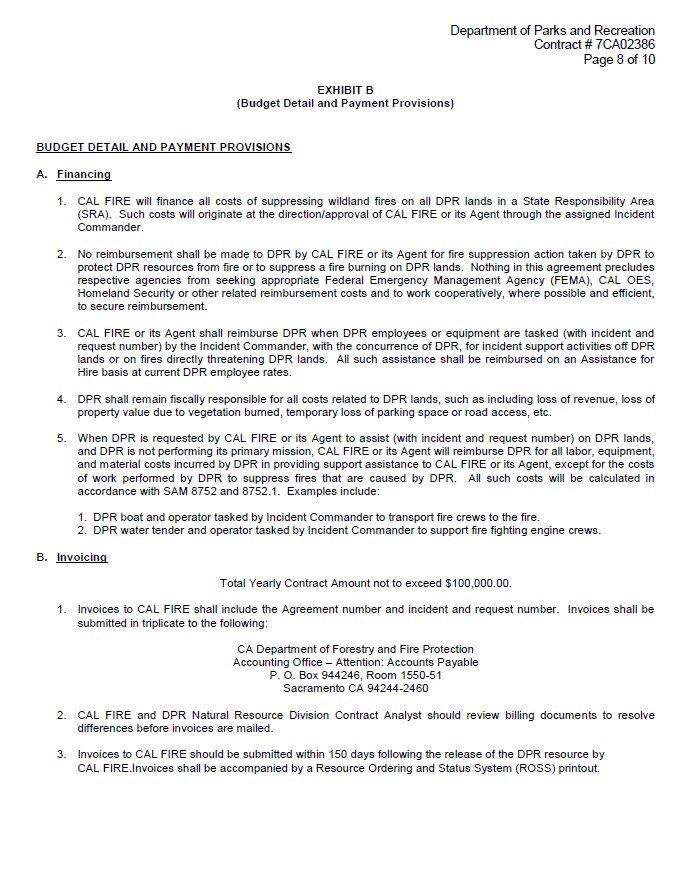 Department of Parks and Recreation
Contract # 7CA02386
Page 8 of 10
EXHIBIT B
(Budget Detail and Payment Provisions)
BUDGET DETAIL AND PAYMENT PROVISIONS
A. Financing
1. CAL FIRE will finance all costs of suppressing wildland fires on all DPR lands in a State Responsibility Area
(SRA). Such costs will originate at the direction/approval of CAL FIRE or its Agent through the assigned Incident
Commander.
2. No reimbursement shall be made to DPR by CAL FIRE or its Agent for fire suppression action taken by DPR to
protect DPR resources from fire or to suppress a fire burning on DPR lands. Nothing in this agreement precludes
respective agencies from seeking appropriate Federal Emergency Management Agency (FEMA), CAL OES,
Homeland Security or other related reimbursement costs and to work cooperatively, where possible and efficient,
to secure reimbursement.
3. CAL FIRE or its Agent shall reimburse DPR when DPR employees or equipment are tasked (with incident and
request number) by the Incident Commander, with the concurrence of DPR, for incident support activities off DPR
lands or on fires directly threatening DPR lands. All such assistance shall be reimbursed on an Assistance for
Hire basis at current DPR employee rates.
4. DPR shall remain fiscally responsible for all costs related to DPR lands, such as including loss of revenue, loss of
property value due to vegetation burned, temporary loss of parking space or road access, etc.
5. When DPR is requested by CAL FIRE or its Agent to assist (with incident and request number) on DPR lands,
and DPR is not performing its primary mission, CAL FIRE or its Agent will reimburse DPR for all labor, equipment,
and material costs incurred by DPR in providing support assistance to CAL FIRE or its Agent, except for the costs
of work performed by DPR to suppress fires that are caused by DPR. All such costs will be calculated in
accordance with SAM 8752 and 8752.1. Examples include:
1. DPR boat and operator tasked by Incident Commander to transport fire crews to the fire.
2. DPR water tender and operator tasked by Incident Commander to support fire fighting engine crews.
B. Invoicing
Total Yearly Contract Amount not to exceed $100,000.00.
1. Invoices to CAL FIRE shall include the Agreement number and incident and request number. Invoices shall be
submitted in triplicate to the following:
CA Department of Forestry and Fire Protection
Accounting Office – Attention: Accounts Payable
P. O. Box 944246, Room 1550-51
Sacramento CA 94244-2460
2. CAL FIRE and DPR Natural Resource Division Contract Analyst should review billing documents to resolve
differences before invoices are mailed.
3. Invoices to CAL FIRE should be submitted within 150 days following the release of the DPR resource by
CAL FIRE.Invoices shall be accompanied by a Resource Ordering and Status System (ROSS) printout.